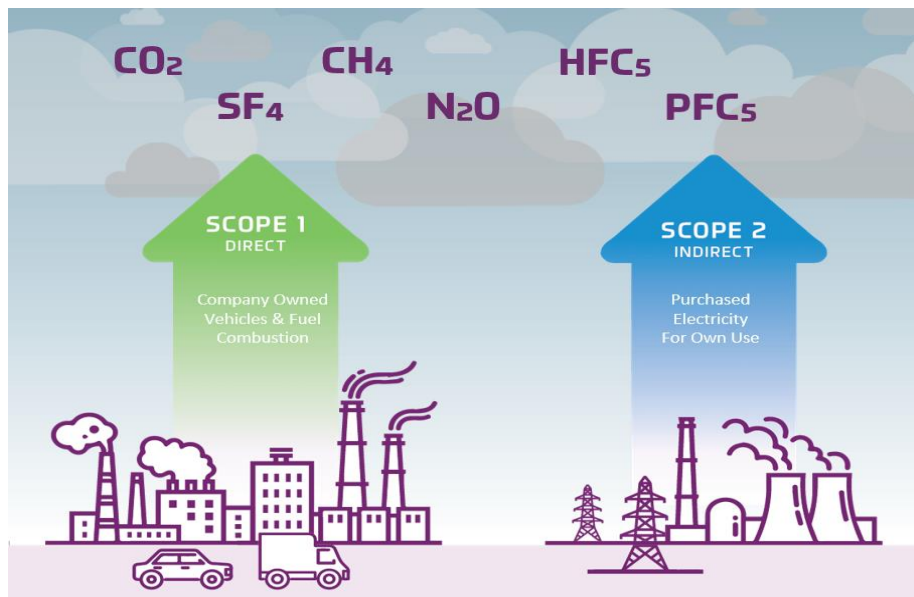 CO₂
CH₄
HFC₅
SF₄
N₂O
PFC₅
SCOPE 1
DIRECT
Company Owned
Vehicles & Fuel
Combustion
SCOPE 2
INDIRECT
Purchased
Electricity
For Own Use